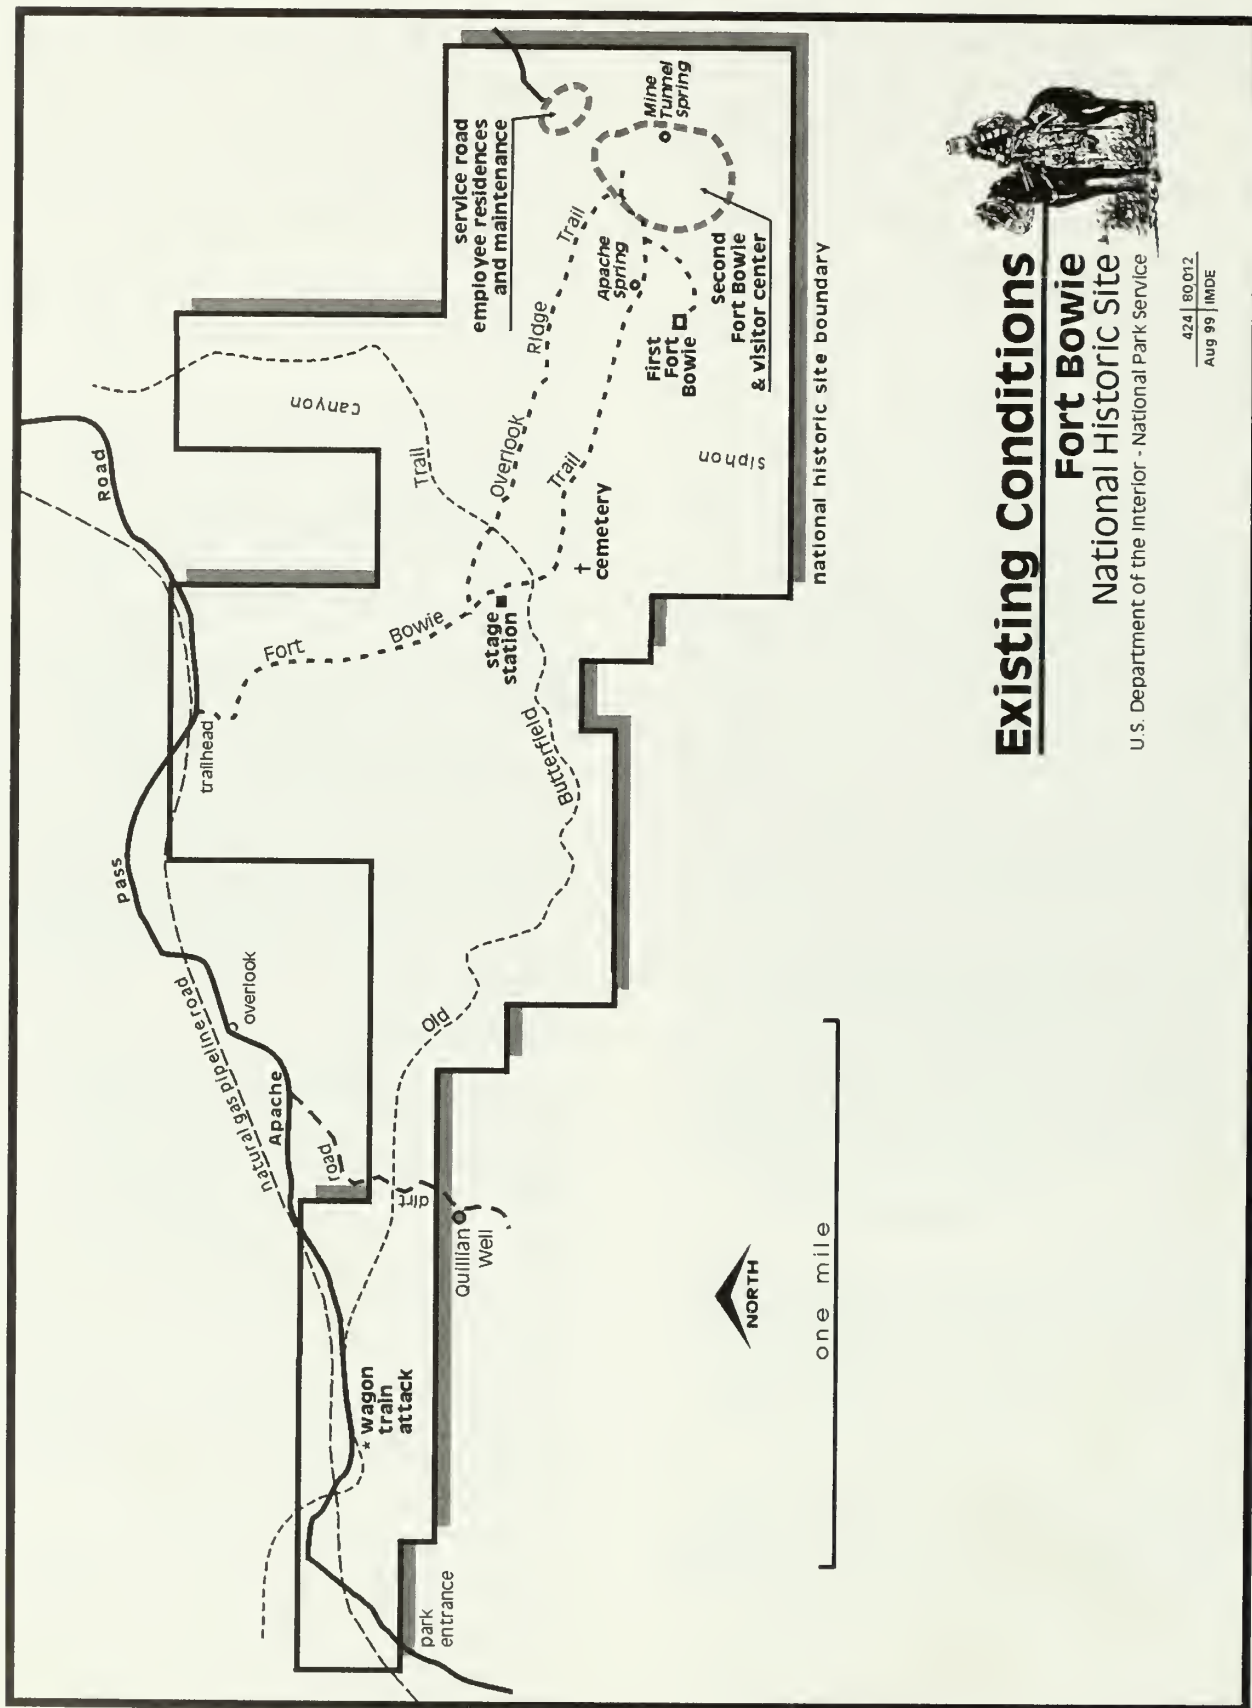 Road
pass
natural gas pipeline road
overlook
Apache
road
dirt
Quillian
Well
trailhead
Fort
Bowie
Trail
Overlook
Ridge
Trail
canyon
Trail
Butterfield
Old
stage
station
†
cemetery
siphon
service road
employee residences
and maintenance
Mine
Tunnel
Spring
Apache
Spring
First
Fort
Bowie
second
Fort Bowie
& visitor center
national historic site boundary
* wagon
train
attack
park
entrance
NORTH
one mile
Existing Conditions
Fort Bowie
National Historic Site
U.S. Department of the Interior - National Park Service
424 | 80,012
Aug 99 | IMDE